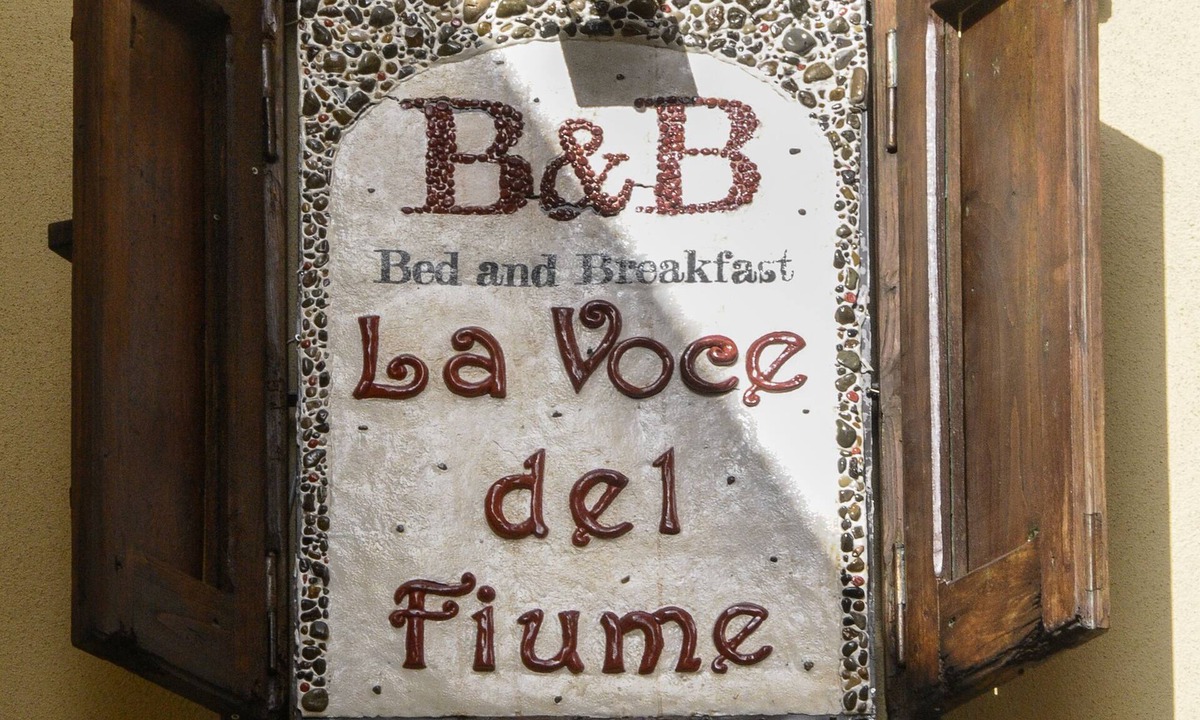 B&B
Bed and Breakfast
La Voce
del
Fiume